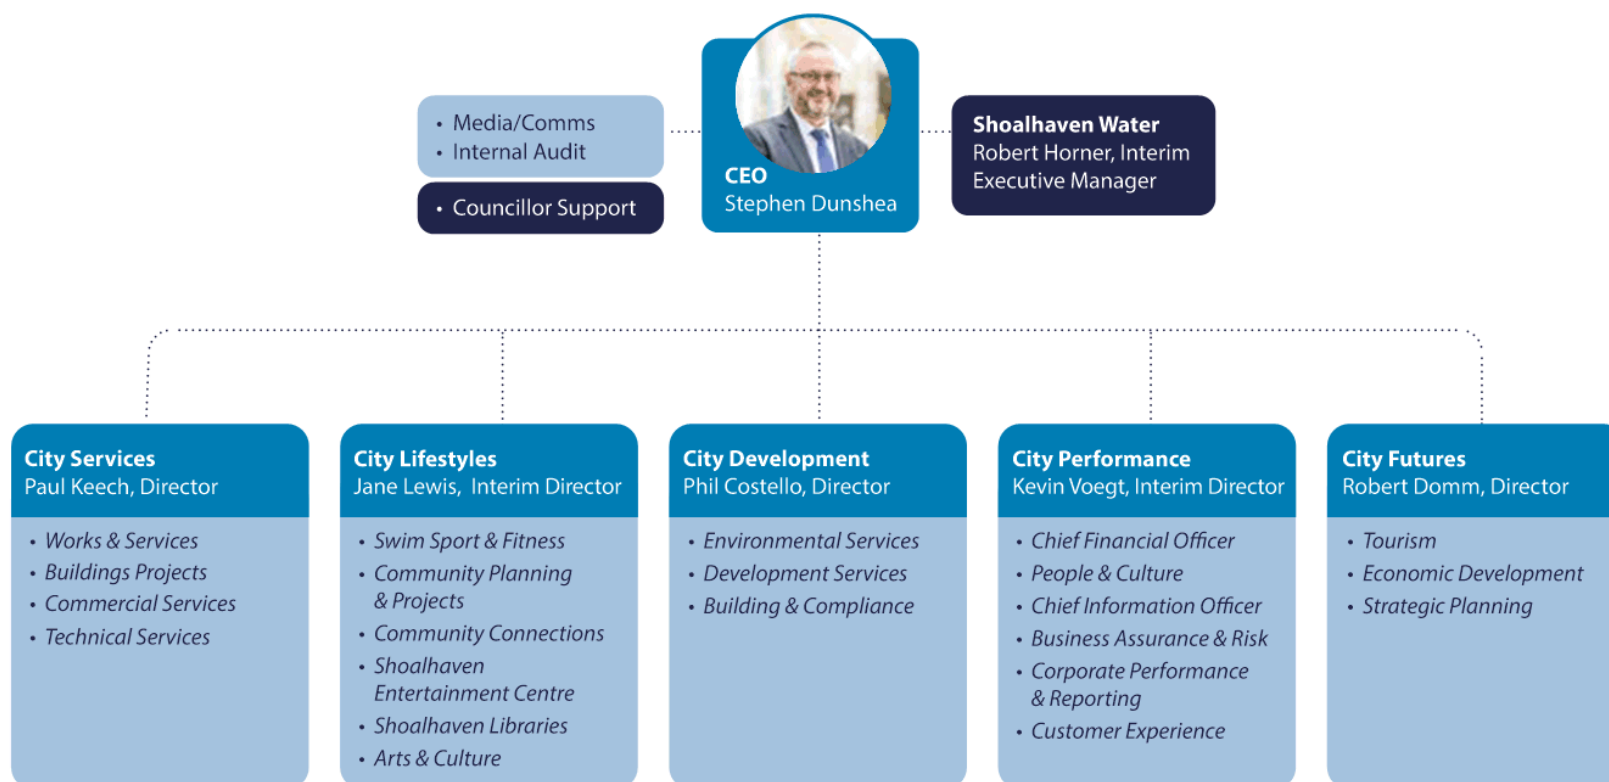 • Media/Comms
• Internal Audit
• Councillor Support
CEO
Stephen Dunshea
Shoalhaven Water
Robert Horner, Interim
Executive Manager
City Services
Paul Keech, Director
• Works & Services
• Buildings Projects
• Commercial Services
• Technical Services
City Lifestyles
Jane Lewis, Interim Director
• Swim Sport & Fitness
• Community Planning
& Projects
• Community Connections
• Shoalhaven
Entertainment Centre
• Shoalhaven Libraries
• Arts & Culture
City Development
Phil Costello, Director
• Environmental Services
• Development Services
• Building & Compliance
City Performance
Kevin Voegt, Interim Director
• Chief Financial Officer
• People & Culture
• Chief Information Officer
• Business Assurance & Risk
• Corporate Performance
& Reporting
• Customer Experience
City Futures
Robert Domm, Director
• Tourism
• Economic Development
• Strategic Planning